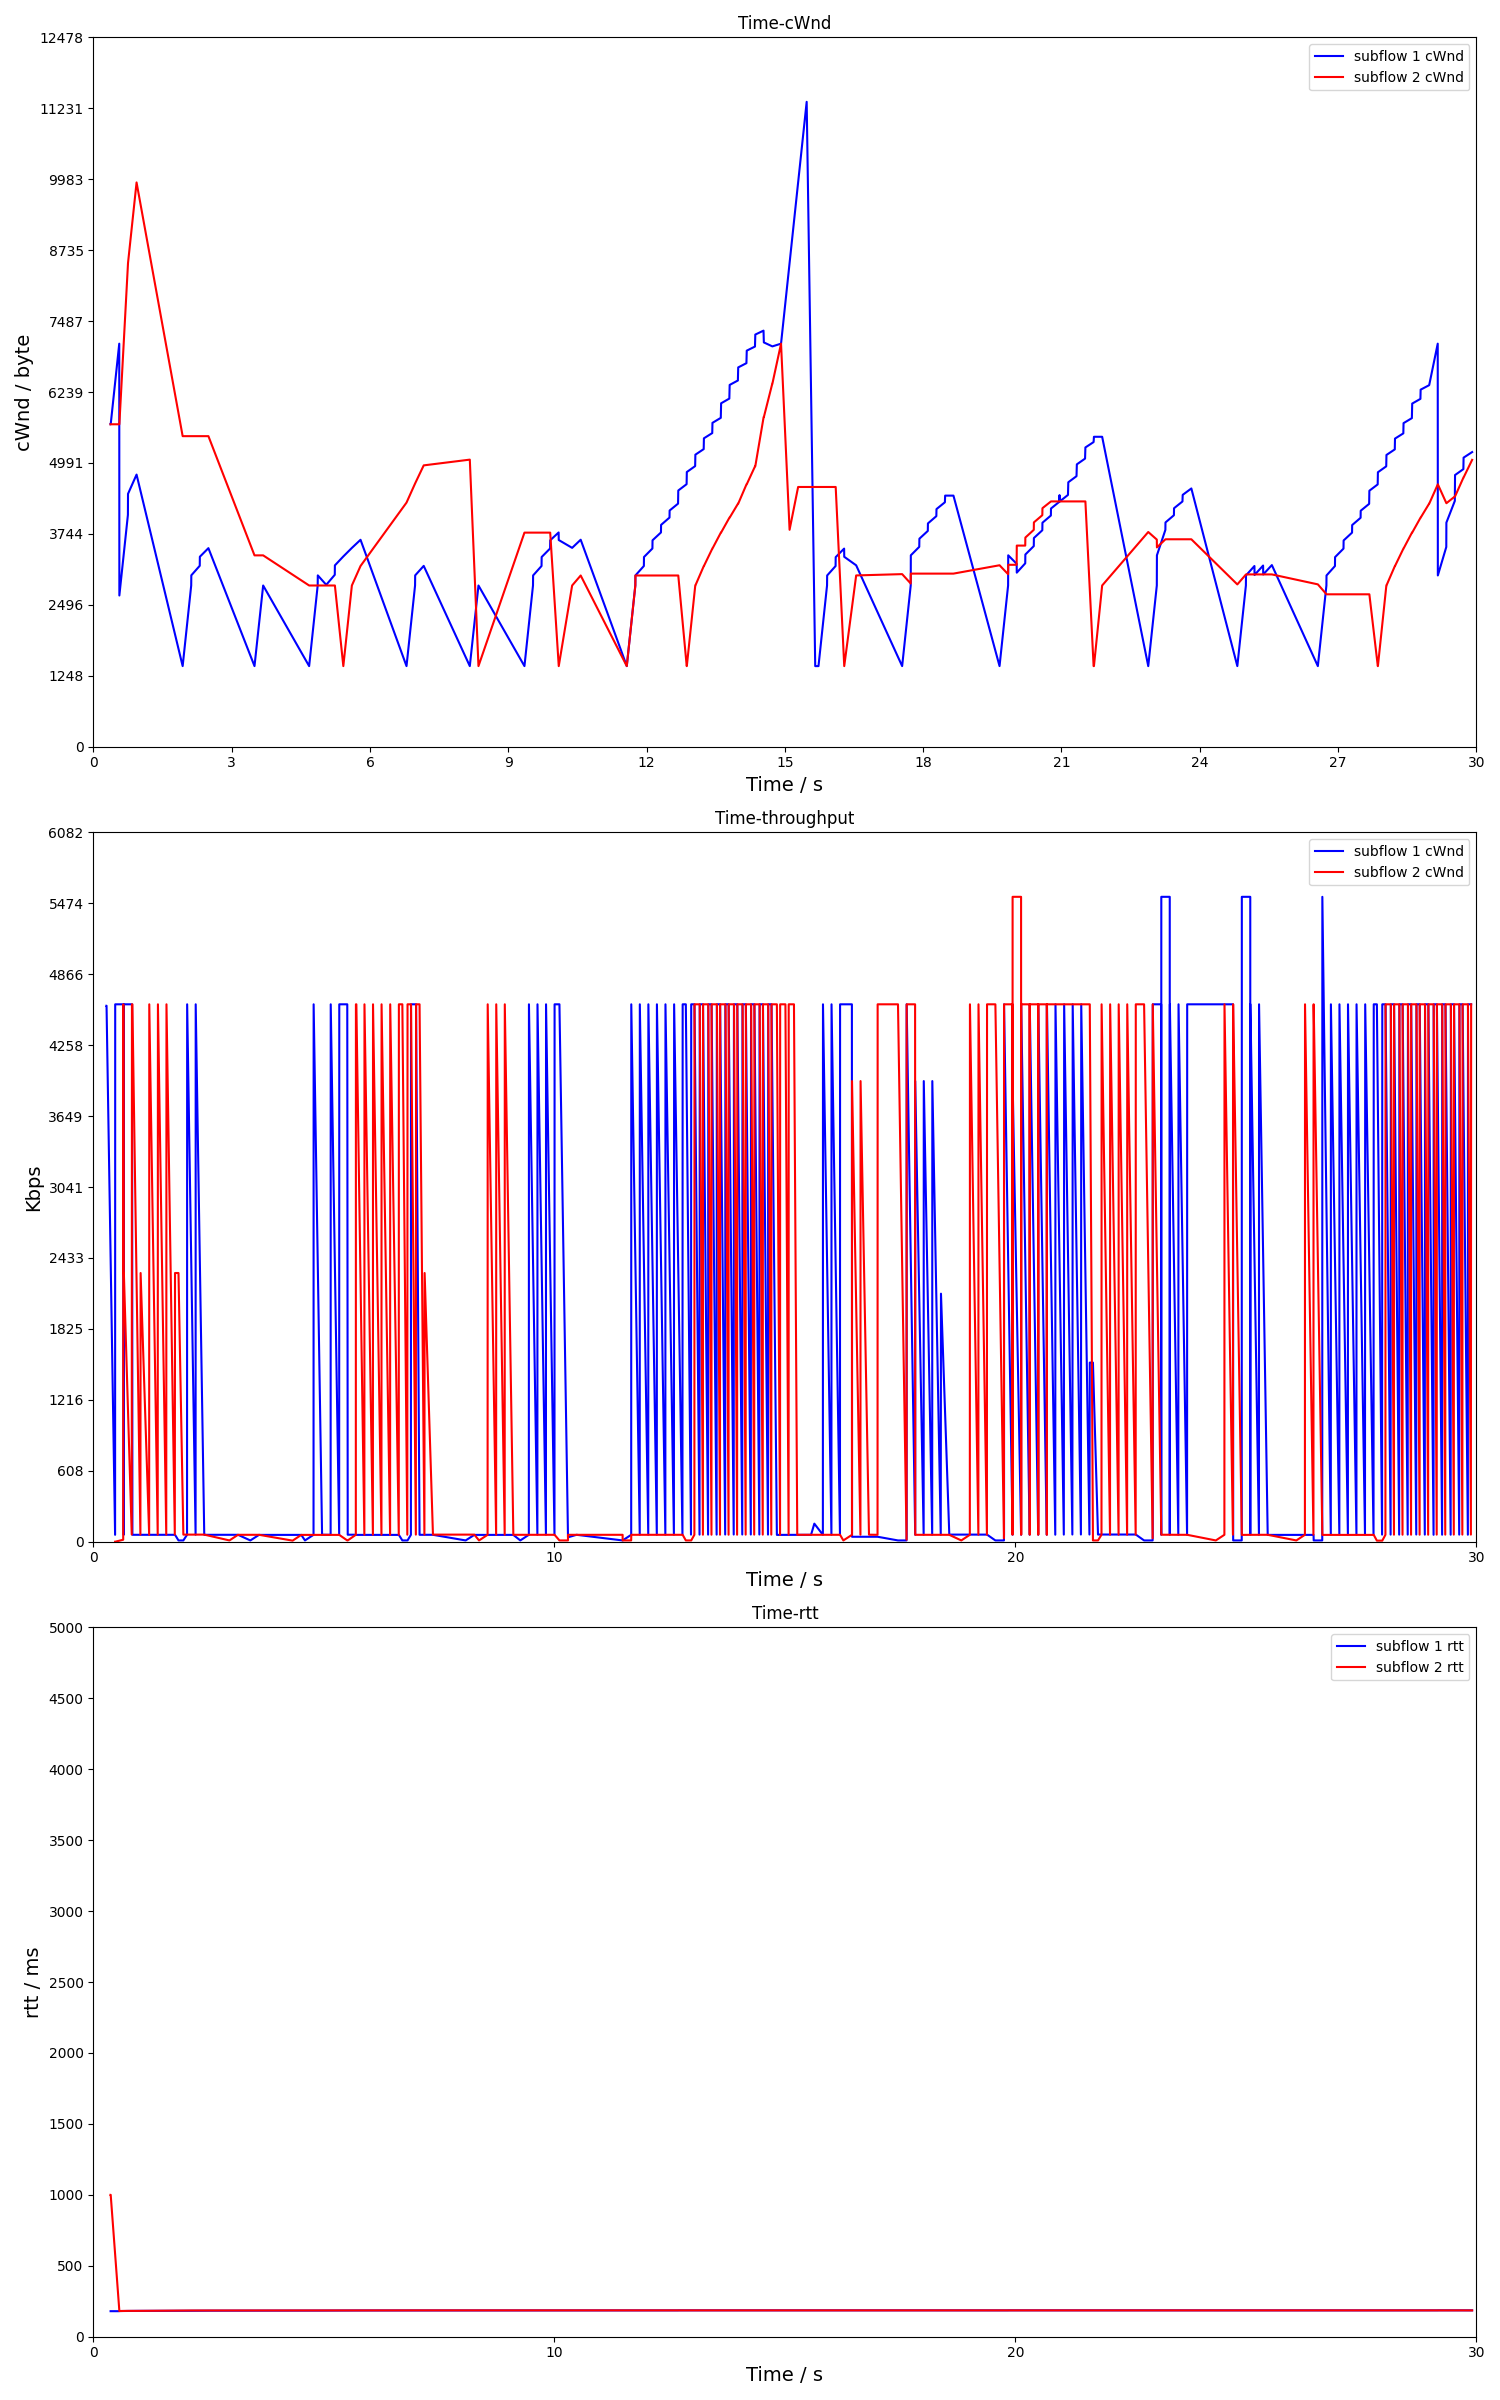 Time-cWnd
12478
11231
9983
8735
7487
6239
4991
3744
2496
1248
0
cWnd / byte
subflow 1 cWnd
subflow 2 cWnd
0 3 6 9 12 15 18 21 24 27 30
Time / s
Time-throughput
6082
5474
4866
4258
3649
3041
2433
1825
1216
608
0
Kbps
subflow 1 cWnd
subflow 2 cWnd
0 10 20 30
Time / s
Time-rtt
5000
4500
4000
3500
3000
2500
2000
1500
1000
500
0
rtt / ms
subflow 1 rtt
subflow 2 rtt
0 10 20 30
Time / s